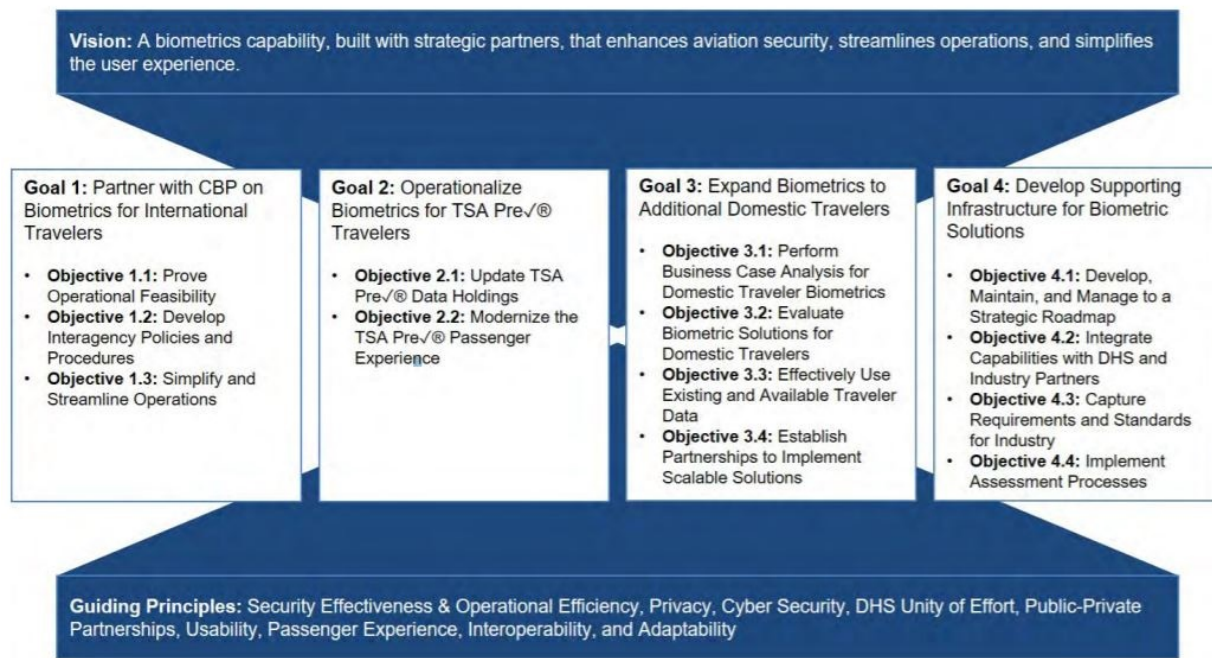 Vision: A biometrics capability, built with strategic partners, that enhances aviation security, streamlines operations, and simplifies
the user experience.
Goal 1: Partner with CBP on
Biometrics for International
Travelers
• Objective 1.1: Prove
Operational Feasibility
• Objective 1.2: Develop
Interagency Policies and
Procedures
• Objective 1.3: Simplify and
Streamline Operations
Goal 2: Operationalize
Biometrics for TSA Pre✓®
Travelers
• Objective 2.1: Update TSA
Pre✓® Data Holdings
• Objective 2.2: Modernize the
TSA Pre✓® Passenger
Experience
Goal 3: Expand Biometrics to
Additional Domestic Travelers
• Objective 3.1: Perform
Business Case Analysis for
Domestic Traveler Biometrics
• Objective 3.2: Evaluate
Biometric Solutions for
Domestic Travelers
• Objective 3.3: Effectively Use
Existing and Available Traveler
Data
• Objective 3.4: Establish
Partnerships to Implement
Scalable Solutions
Goal 4: Develop Supporting
Infrastructure for Biometric
Solutions
• Objective 4.1: Develop,
Maintain, and Manage to a
Strategic Roadmap
• Objective 4.2: Integrate
Capabilities with DHS and
Industry Partners
• Objective 4.3: Capture
Requirements and Standards
for Industry
• Objective 4.4: Implement
Assessment Processes
Guiding Principles: Security Effectiveness & Operational Efficiency, Privacy, Cyber Security, DHS Unity of Effort, Public-Private
Partnerships, Usability, Passenger Experience, Interoperability, and Adaptability